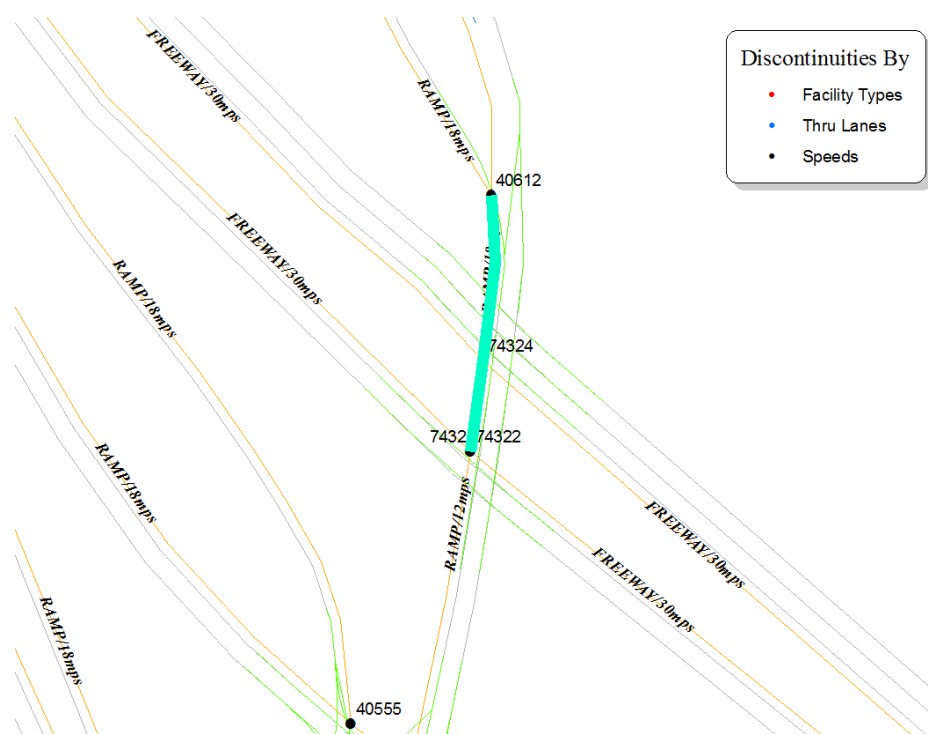 Discontinuities By
Facility Types
Thru Lanes
Speeds
FREEWAY/30mps
RAMP/18mps
40612
FREEWAY/30mps
RAMP/18mps
74324
7432
74322
RAMP/18mps
RAMP/12mps
FREEWAY/30mps
FREEWAY/30mps
RAMP/18mps
40555